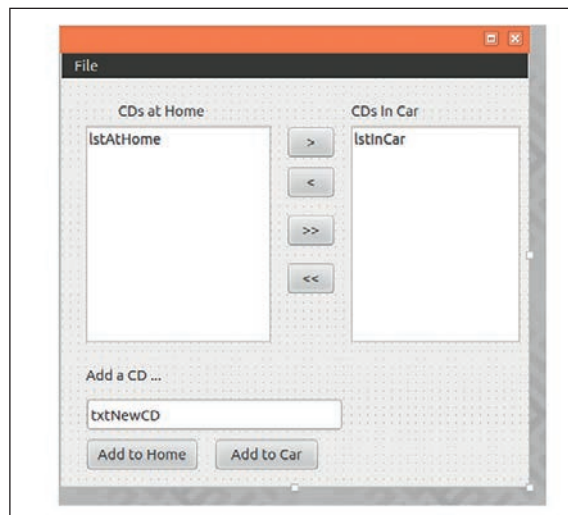 File
CDs at Home
CDs In Car
lstAtHome
lstInCar
>
<
>>
<<
Add a CD ...
txtNewCD
Add to Home
Add to Car